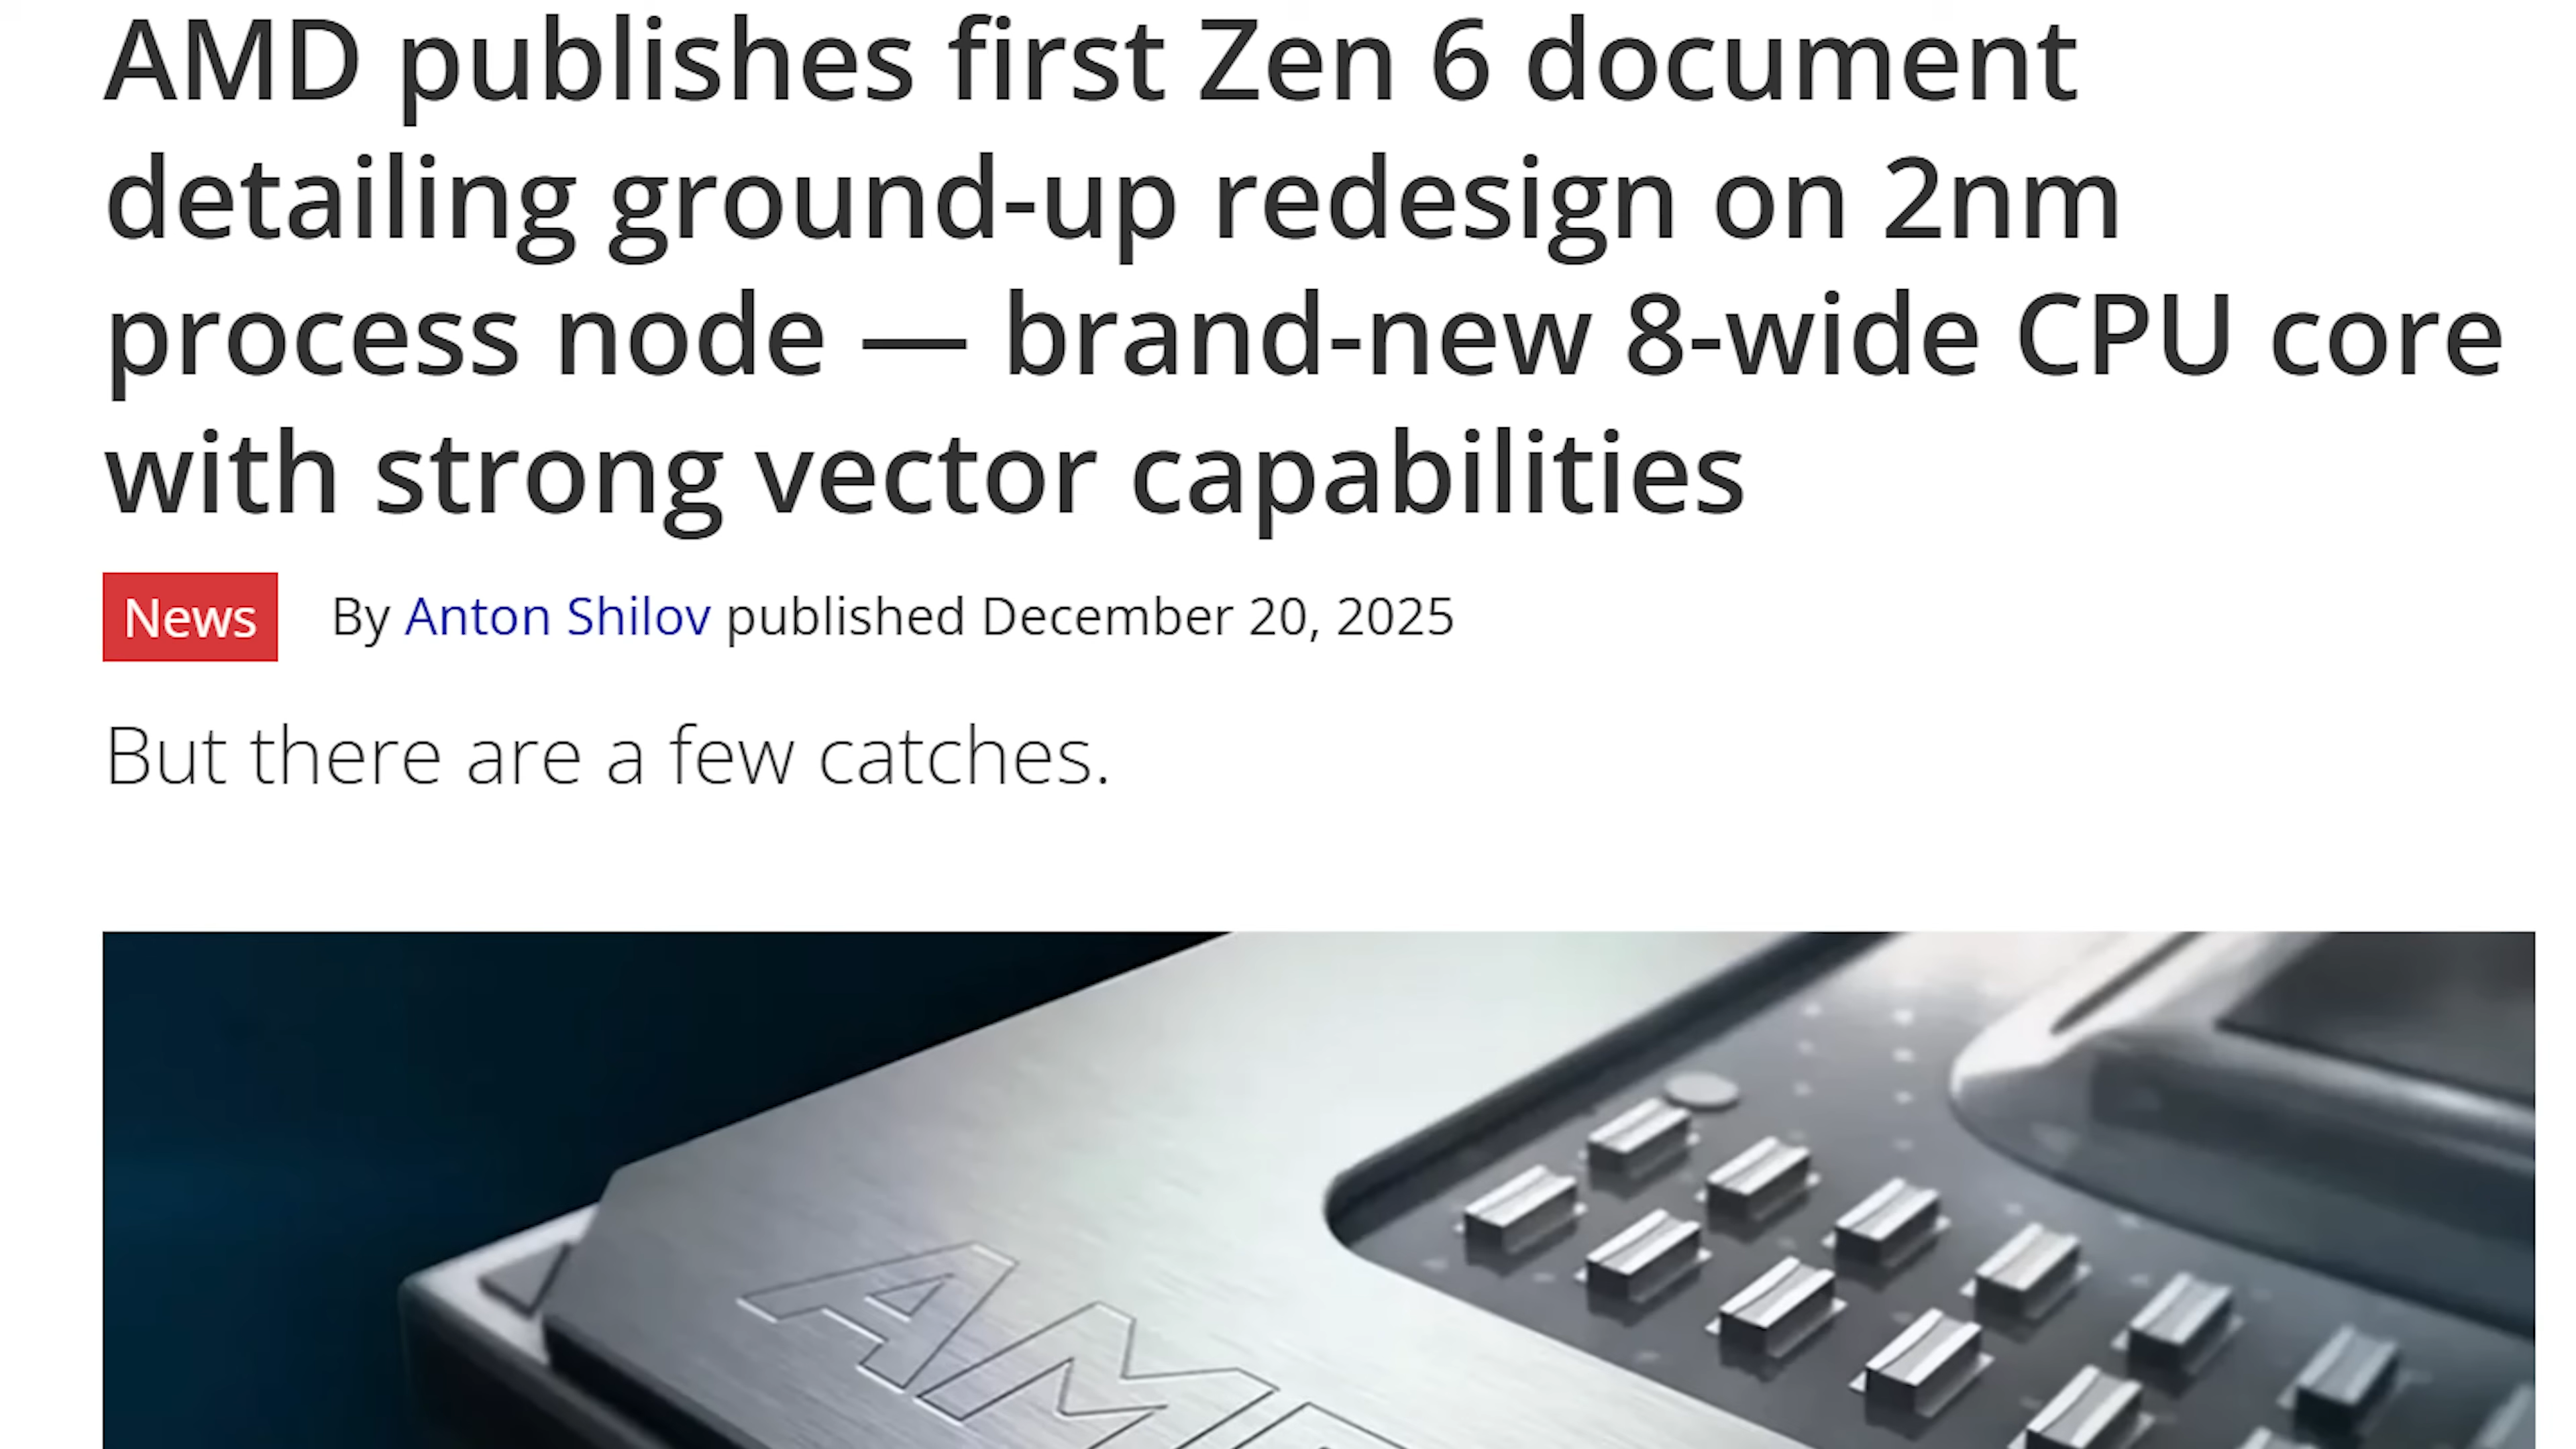 AMD publishes first Zen 6 document
detailing ground-up redesign on 2nm
process node — brand-new 8-wide CPU core
with strong vector capabilities
News By Anton Shilov published December 20, 2025
But there are a few catches.